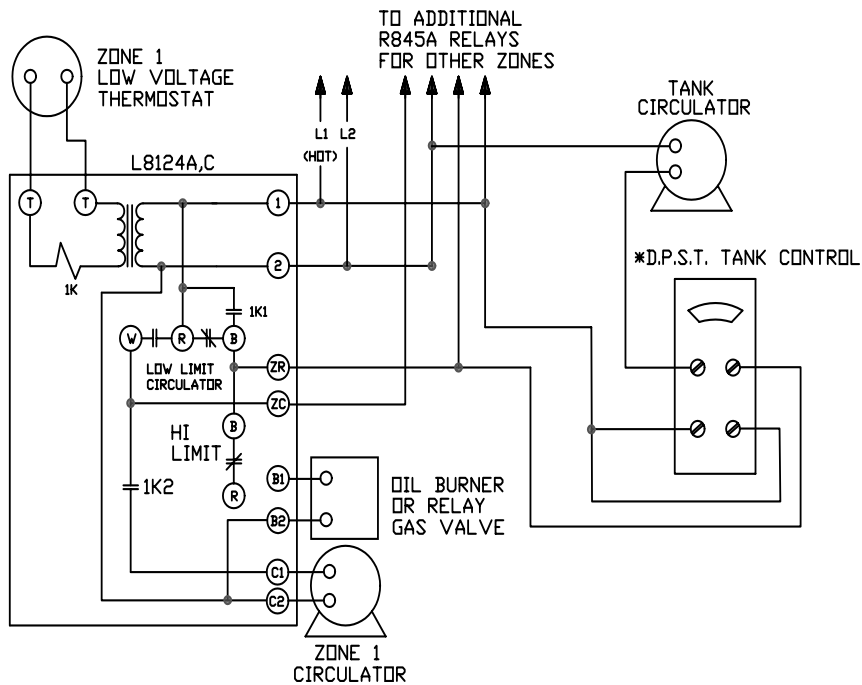 TO ADDITIONAL
R845A RELAYS
FOR OTHER ZONES
ZONE 1
LOW VOLTAGE
THERMOSTAT
TANK
CIRCULATOR
L1 L2
(HOT)
L8124A,C
T T 1
2
1K
*D.P.S.T. TANK CONTROL
1K1
W R B
LOW LIMIT
CIRCULATOR
ZR
ZC
B
HI
LIMIT
R
1K2
B1
B2
OIL BURNER
OR RELAY
GAS VALVE
C1
C2
ZONE 1
CIRCULATOR